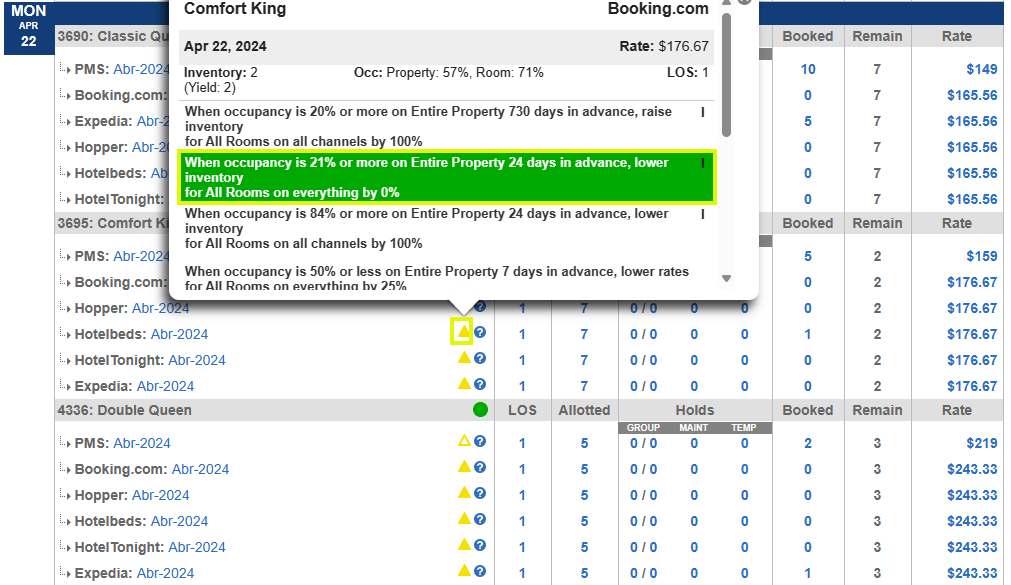 MON
APR
22
Comfort King Booking.com
Apr 22, 2024 Rate: $176.67
Inventory: 2 Occ: Property: 57%, Room: 71% LOS: 1
(Yield: 2)
When occupancy is 20% or more on Entire Property 730 days in advance, raise I
inventory
for All Rooms on all channels by 100%
When occupancy is 21% or more on Entire Property 24 days in advance, lower I
inventory
for All Rooms on everything by 0%
When occupancy is 84% or more on Entire Property 24 days in advance, lower I
inventory
for All Rooms on all channels by 100%
When occupancy is 50% or less on Entire Property 7 days in advance, lower rates
for All Rooms on everything by 25%
3690: Classic Qu Booked Remain Rate
PMS: Abr-2024 10 7 $149
Booking.com: 0 7 $165.56
Expedia: Abr-2 5 7 $165.56
Hopper: Abr-20 0 7 $165.56
Hotelbeds: Ab 0 7 $165.56
HotelTonight: 0 7 $165.56
3695: Comfort Ki Booked Remain Rate
PMS: Abr-2024 5 2 $159
Booking.com: 0 2 $176.67
Hopper: Abr-2024 ? 1 7 0 / 0 0 0 0 2 $176.67
Hotelbeds: Abr-2024 ? 1 7 0 / 0 0 0 1 2 $176.67
HotelTonight: Abr-2024 ? 1 7 0 / 0 0 0 0 2 $176.67
Expedia: Abr-2024 ? 1 7 0 / 0 0 0 0 2 $176.67
4336: Double Queen LOS Allotted Holds Booked Remain Rate
GROUP MAINT TEMP
PMS: Abr-2024 ? 1 5 0 / 0 0 0 2 3 $219
Booking.com: Abr-2024 ? 1 5 0 / 0 0 0 0 3 $243.33
Hopper: Abr-2024 ? 1 5 0 / 0 0 0 0 3 $243.33
Hotelbeds: Abr-2024 ? 1 5 0 / 0 0 0 0 3 $243.33
HotelTonight: Abr-2024 ? 1 5 0 / 0 0 0 0 3 $243.33
Expedia: Abr-2024 ? 1 5 0 / 0 0 0 1 3 $243.33